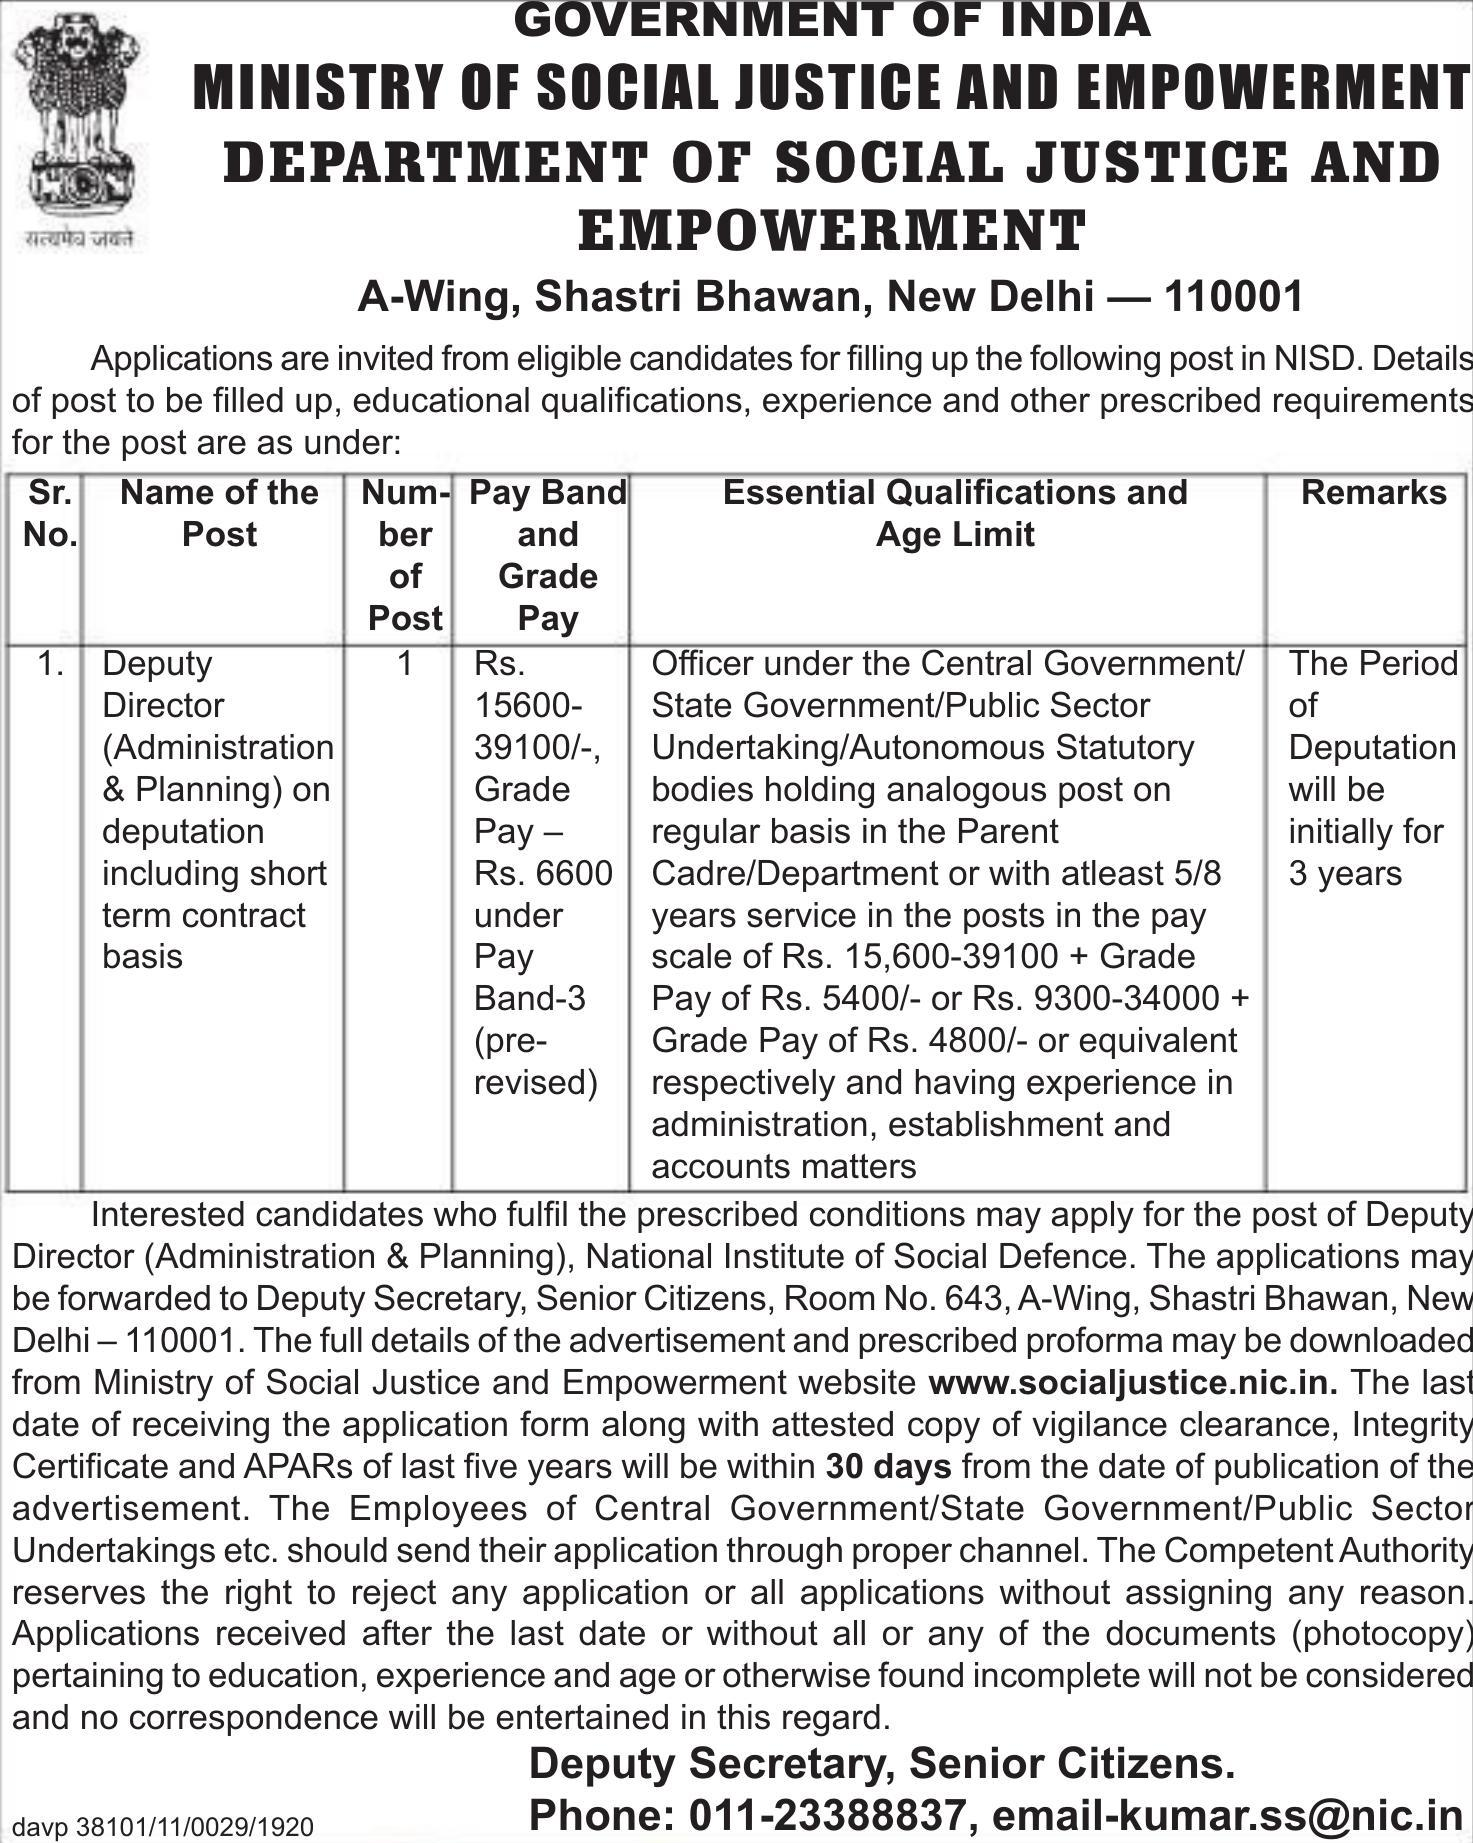 GOVERNMENT OF INDIA
MINISTRY OF SOCIAL JUSTICE AND EMPOWERMENT
DEPARTMENT OF SOCIAL JUSTICE AND
EMPOWERMENT
सत्यमेव जयते
A-Wing, Shastri Bhawan, New Delhi — 110001
Applications are invited from eligible candidates for filling up the following post in NISD. Details
of post to be filled up, educational qualifications, experience and other prescribed requirements
for the post are as under:
Sr.
No.
Name of the
Post
Num-
ber
of
Post
Pay Band
and
Grade
Pay
Essential Qualifications and
Age Limit
Remarks
1.
Deputy
Director
(Administration
& Planning) on
deputation
including short
term contract
basis
1
Rs.
15600-
39100/-,
Grade
Pay –
Rs. 6600
under
Pay
Band-3
(pre-
revised)
Officer under the Central Government/
State Government/Public Sector
Undertaking/Autonomous Statutory
bodies holding analogous post on
regular basis in the Parent
Cadre/Department or with atleast 5/8
years service in the posts in the pay
scale of Rs. 15,600-39100 + Grade
Pay of Rs. 5400/- or Rs. 9300-34000 +
Grade Pay of Rs. 4800/- or equivalent
respectively and having experience in
administration, establishment and
accounts matters
The Period
of
Deputation
will be
initially for
3 years
Interested candidates who fulfil the prescribed conditions may apply for the post of Deputy
Director (Administration & Planning), National Institute of Social Defence. The applications may
be forwarded to Deputy Secretary, Senior Citizens, Room No. 643, A-Wing, Shastri Bhawan, New
Delhi – 110001. The full details of the advertisement and prescribed proforma may be downloaded
from Ministry of Social Justice and Empowerment website www.socialjustice.nic.in. The last
date of receiving the application form along with attested copy of vigilance clearance, Integrity
Certificate and APARs of last five years will be within 30 days from the date of publication of the
advertisement. The Employees of Central Government/State Government/Public Sector
Undertakings etc. should send their application through proper channel. The Competent Authority
reserves the right to reject any application or all applications without assigning any reason.
Applications received after the last date or without all or any of the documents (photocopy)
pertaining to education, experience and age or otherwise found incomplete will not be considered
and no correspondence will be entertained in this regard.
Deputy Secretary, Senior Citizens.
Phone: 011-23388837, email-kumar.ss@nic.in
davp 38101/11/0029/1920